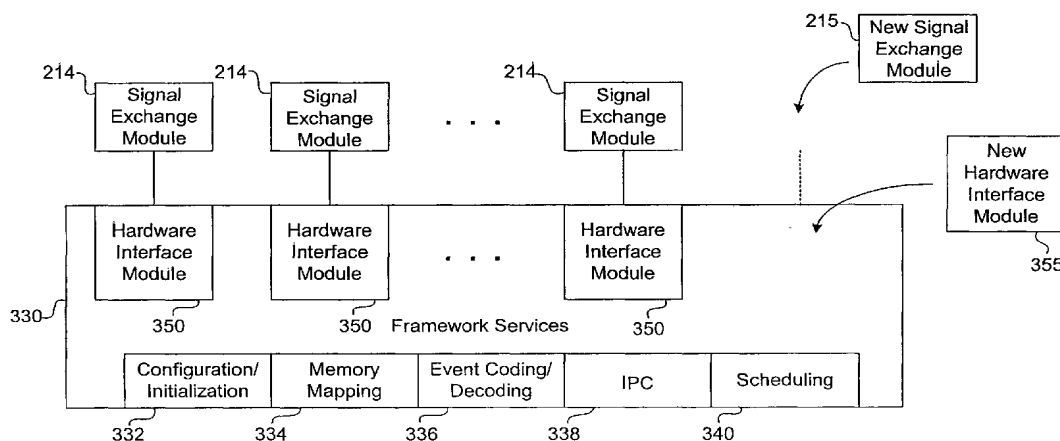 215
New Signal
Exchange
Module
214
214
214
Signal
Exchange
Module
Signal
Exchange
Module
. . .
Signal
Exchange
Module
New
Hardware
Interface
Module
355
Hardware
Interface
Module
Hardware
Interface
Module
. . .
Hardware
Interface
Module
330
350
350
350
Framework Services
Configuration/
Initialization
Memory
Mapping
Event Coding/
Decoding
IPC
Scheduling
332
334
336
338
340